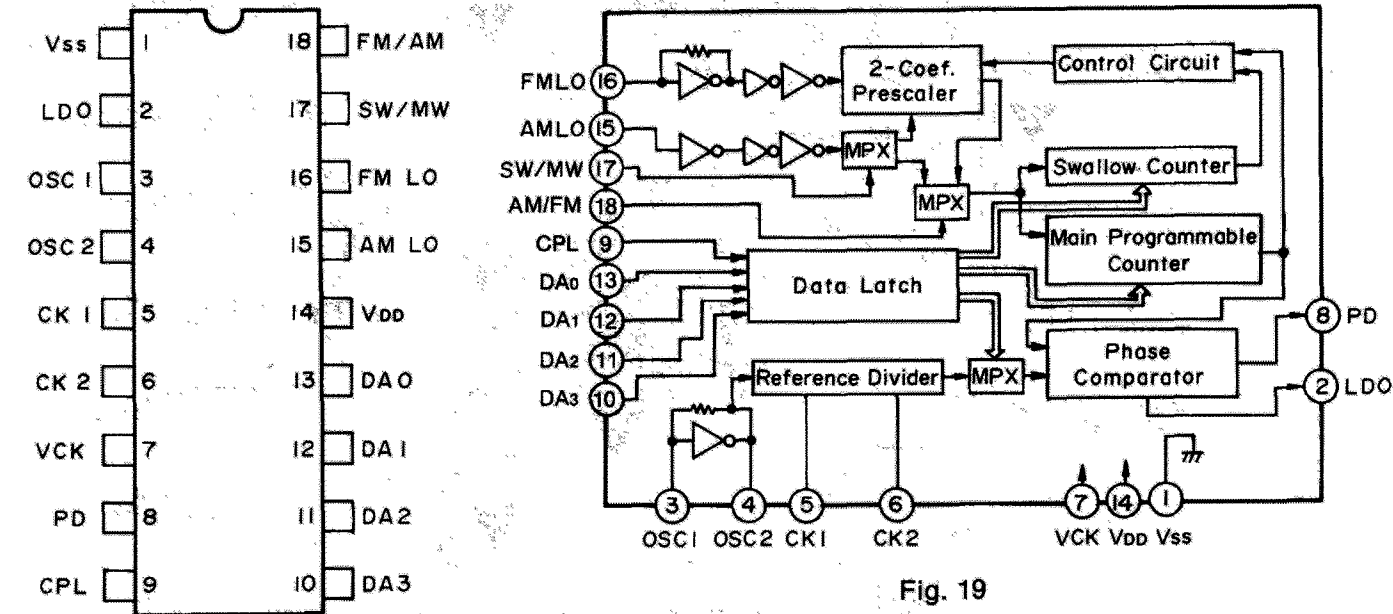 Vss 1 18 FM/AM
LDO 2 17 SW/MW
OSC 1 3 16 FM LO
OSC 2 4 15 AM LO
CK 1 5 14 VDD
CK 2 6 13 DA0
VCK 7 12 DA1
PD 8 11 DA2
CPL 9 10 DA3
FMLO 16
AMLO 15
SW/MW 17
AM/FM 18
CPL 9
DA0 13
DA1 12
DA2 11
DA3 10
2-Coef.
Prescaler
Control Circuit
MPX
MPX
Swallow Counter
Main Programmable
Counter
Data Latch
Reference Divider
MPX
Phase
Comparator
8 PD
2 LDO
3 4 5 6 7 14 1
OSC1 OSC2 CK1 CK2 VCK VDD Vss
Fig. 19